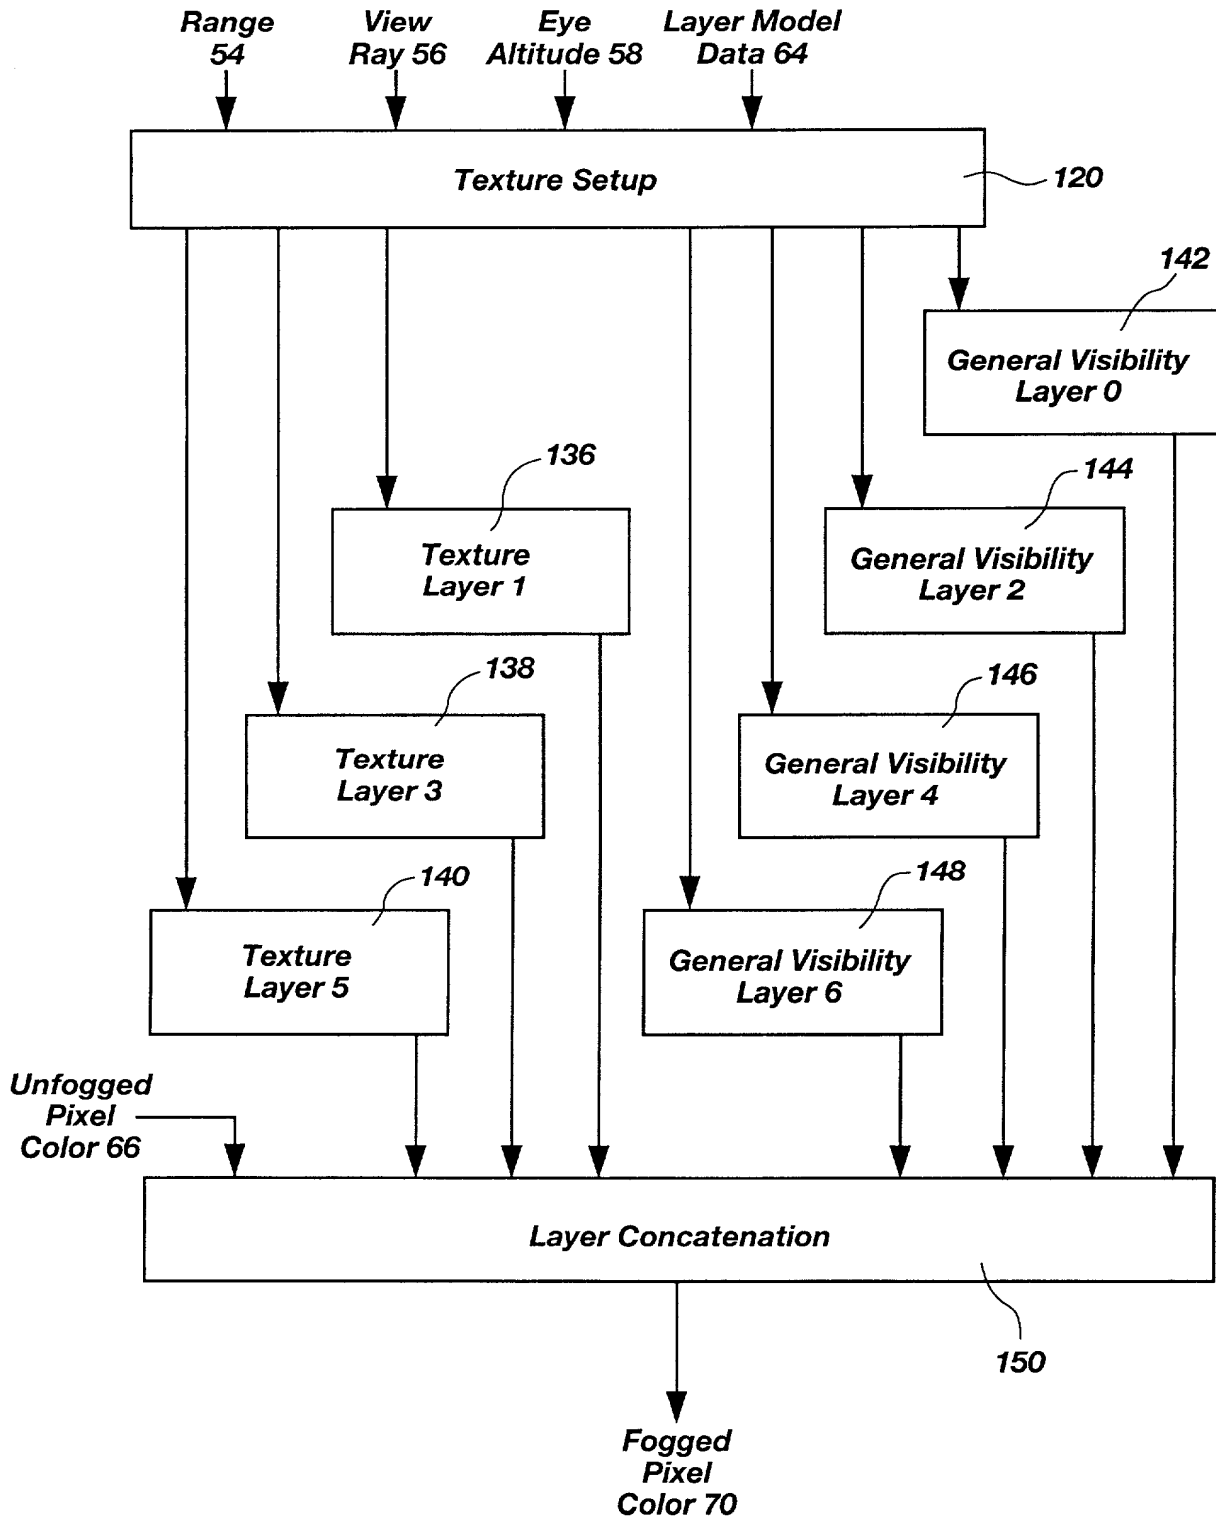 Range
54
View
Ray 56
Eye
Altitude 58
Layer Model
Data 64
Texture Setup
120
142
General Visibility
Layer 0
136
144
Texture
Layer 1
General Visibility
Layer 2
138
146
Texture
Layer 3
General Visibility
Layer 4
140
148
Texture
Layer 5
General Visibility
Layer 6
Unfogged
Pixel
Color 66
Layer Concatenation
150
Fogged
Pixel
Color 70